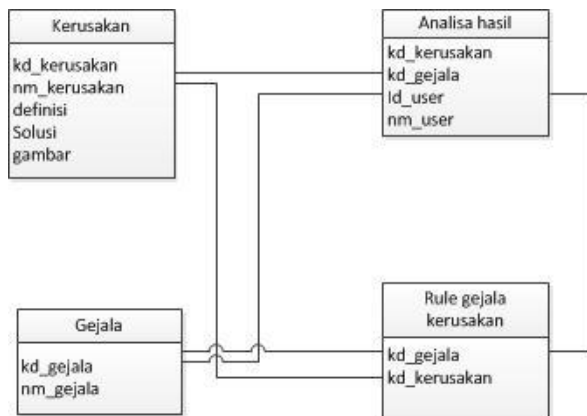 Kerusakan
kd_kerusakan
nm_kerusakan
definisi
Solusi
gambar
Analisa hasil
kd_kerusakan
kd_gejala
Id_user
nm_user
Gejala
kd_gejala
nm_gejala
Rule gejala
kerusakan
kd_gejala
kd_kerusakan